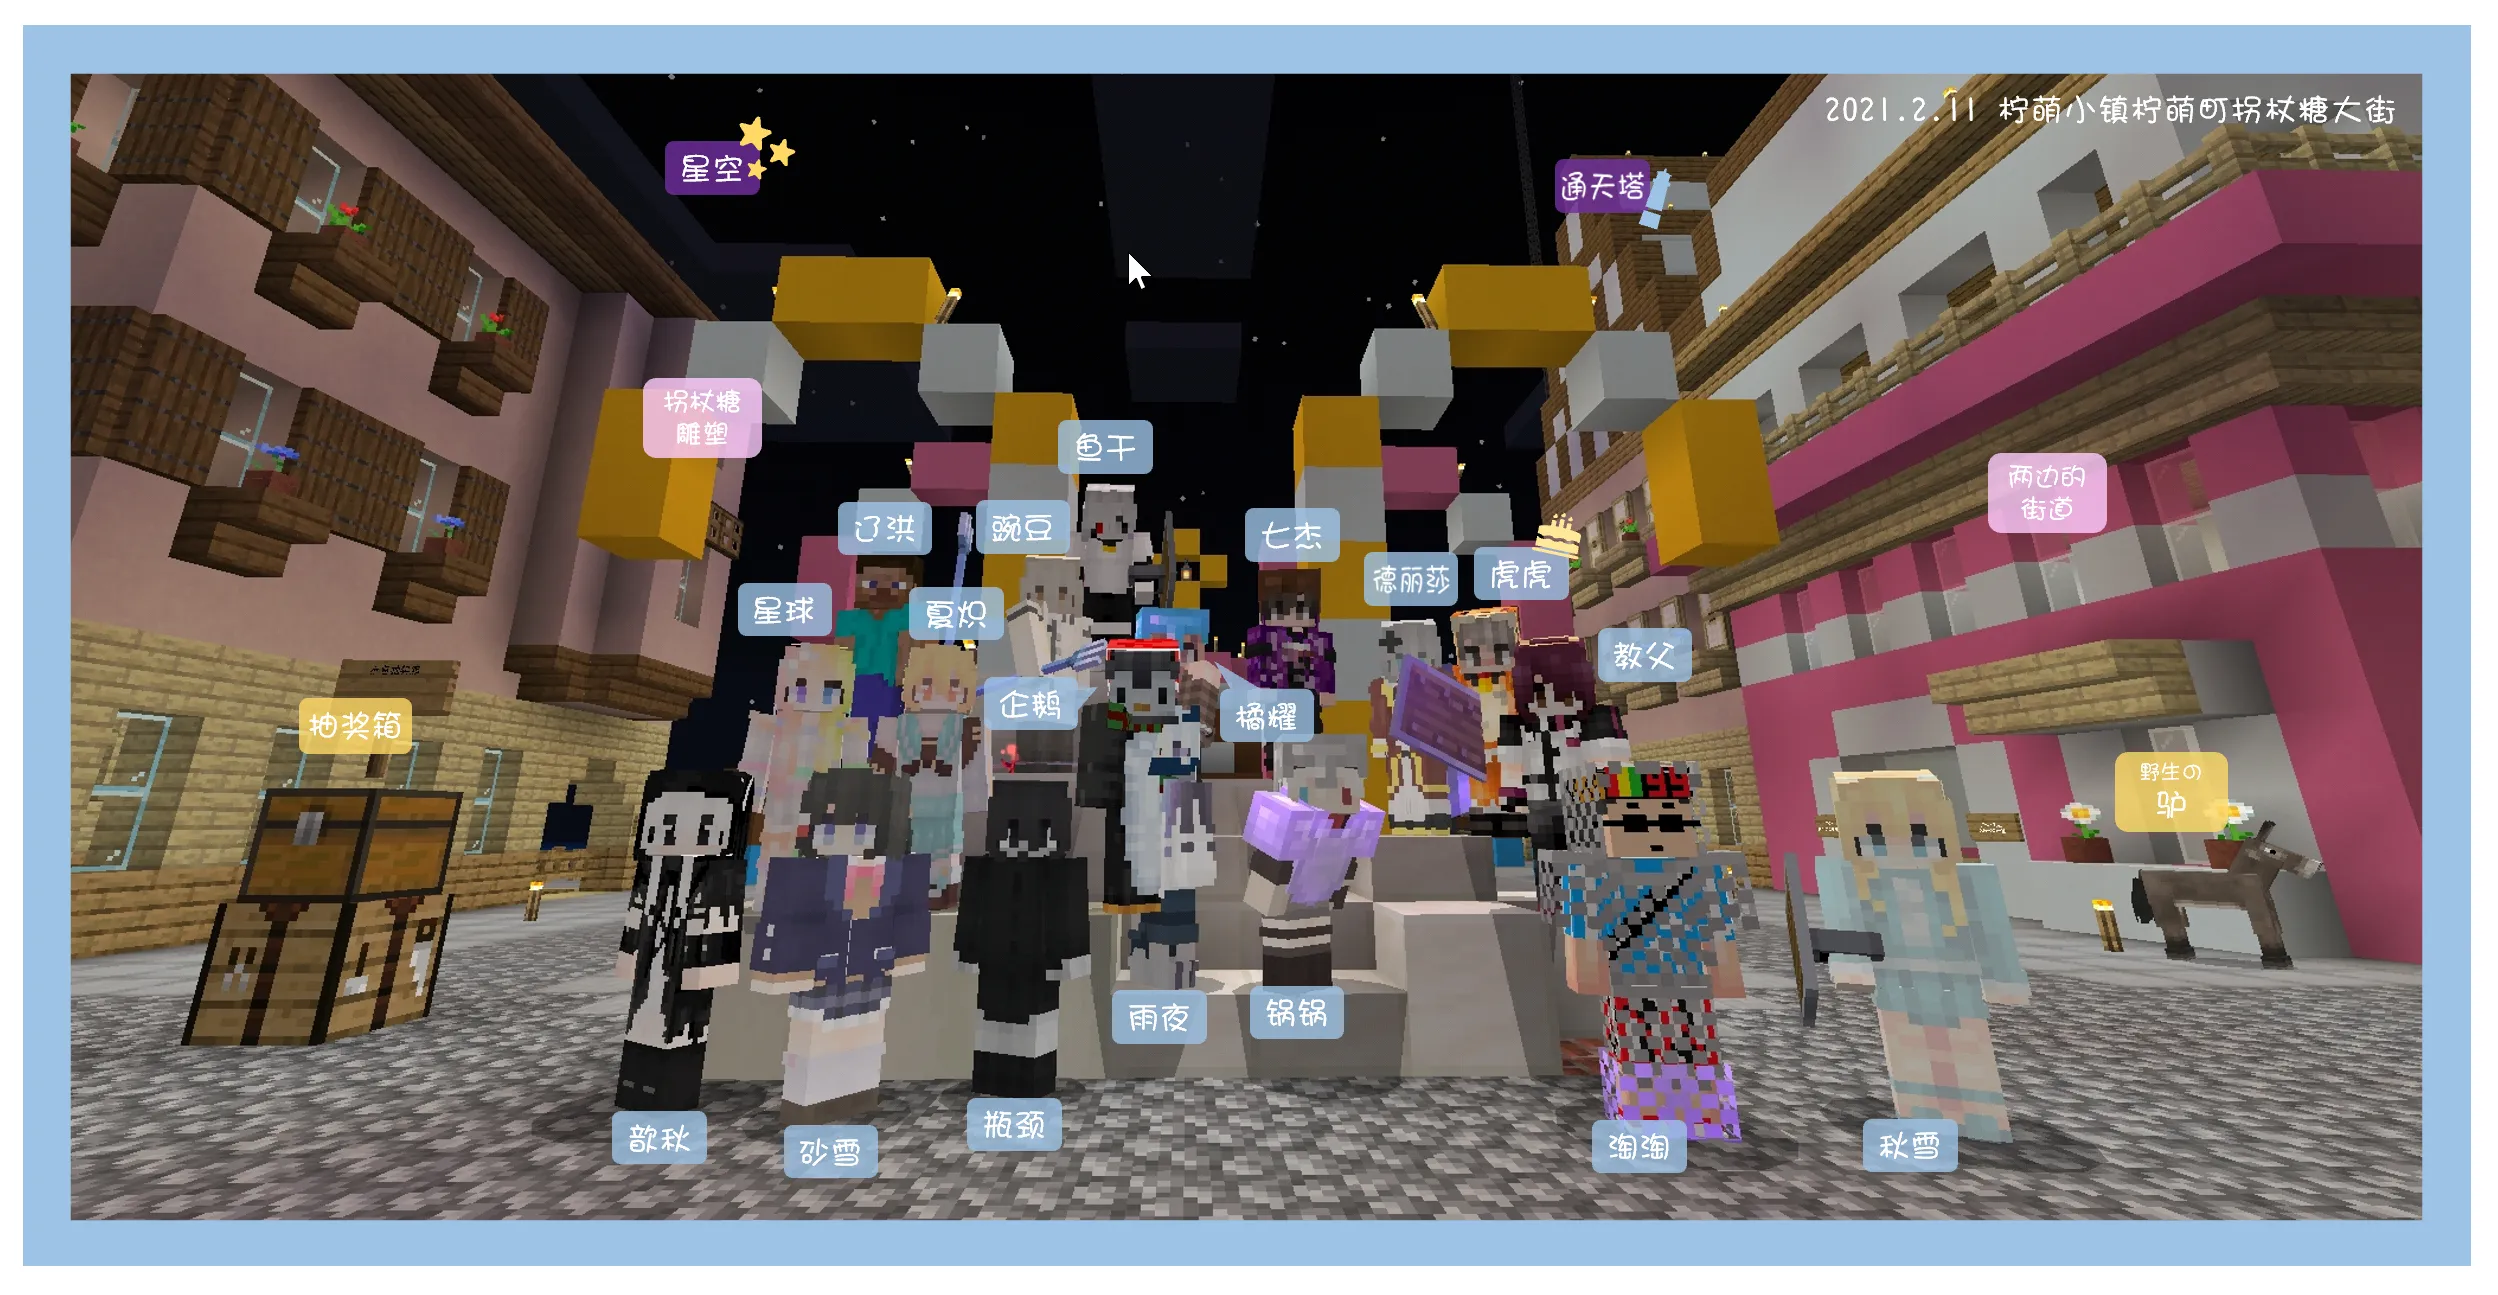 2021.2.11 柠萌小镇柠萌町拐杖糖大街
星空
通天塔
拐杖糖
雕塑
鱼干
两边的
街道
辽洪
豌豆
七杰
德丽莎
虎虎
星球
夏炽
教父
企鹅
橘耀
抽奖箱
野生の
驴
雨夜
锅锅
歆秋
砂雪
瓶颈
淘淘
秋雪